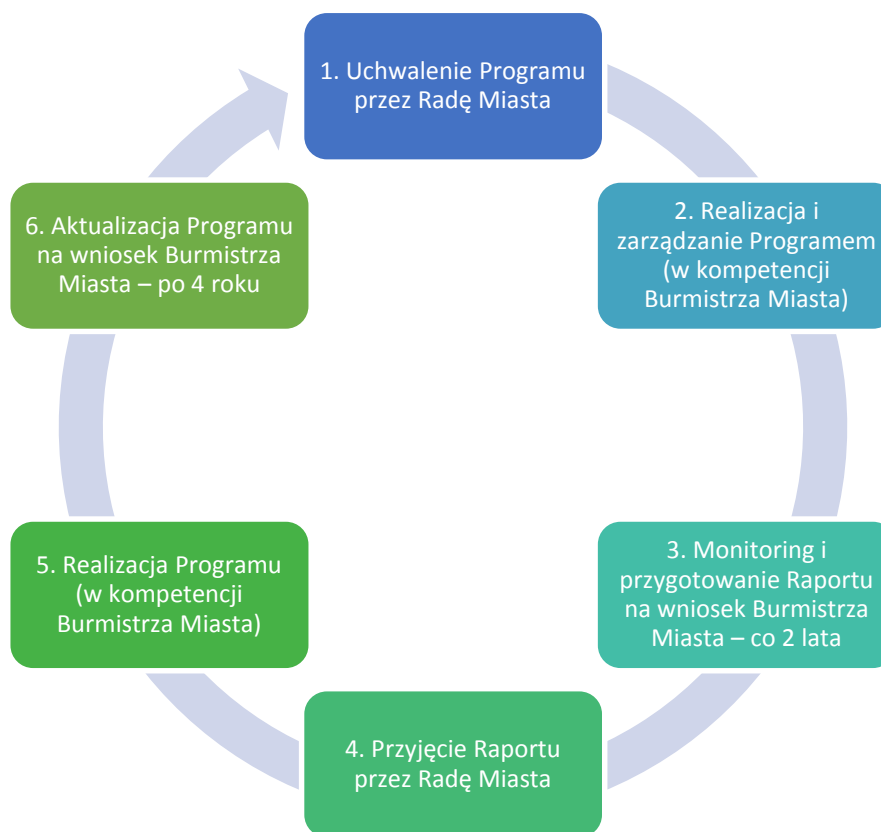 1. Uchwalenie Programu
przez Radę Miasta
2. Realizacja i
zarządzanie Programem
(w kompetencji
Burmistrza Miasta)
3. Monitoring i
przygotowanie Raportu
na wniosek Burmistrza
Miasta – co 2 lata
4. Przyjęcie Raportu
przez Radę Miasta
5. Realizacja Programu
(w kompetencji
Burmistrza Miasta)
6. Aktualizacja Programu
na wniosek Burmistrza
Miasta – po 4 roku